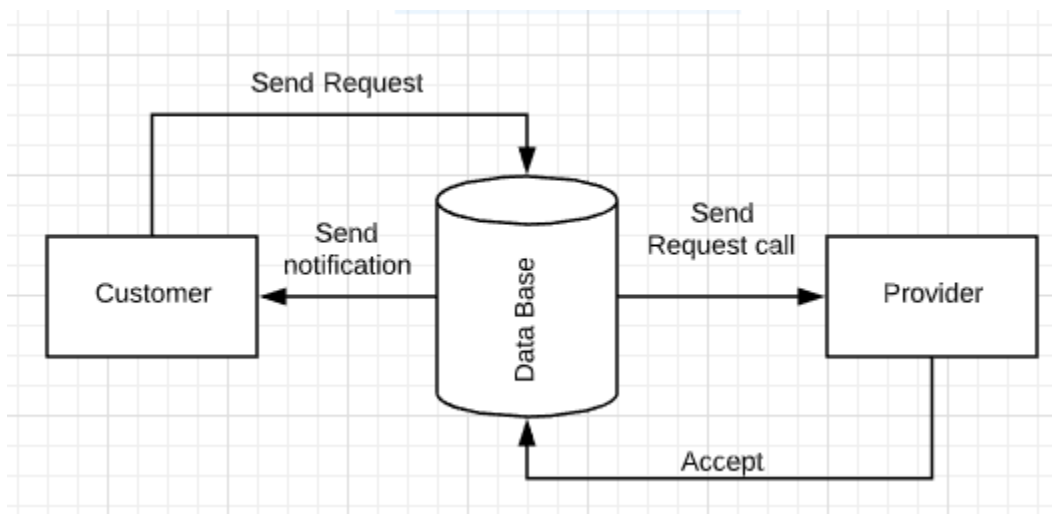 Send Request
Send
notification
Send
Request call
Customer
Data Base
Provider
Accept